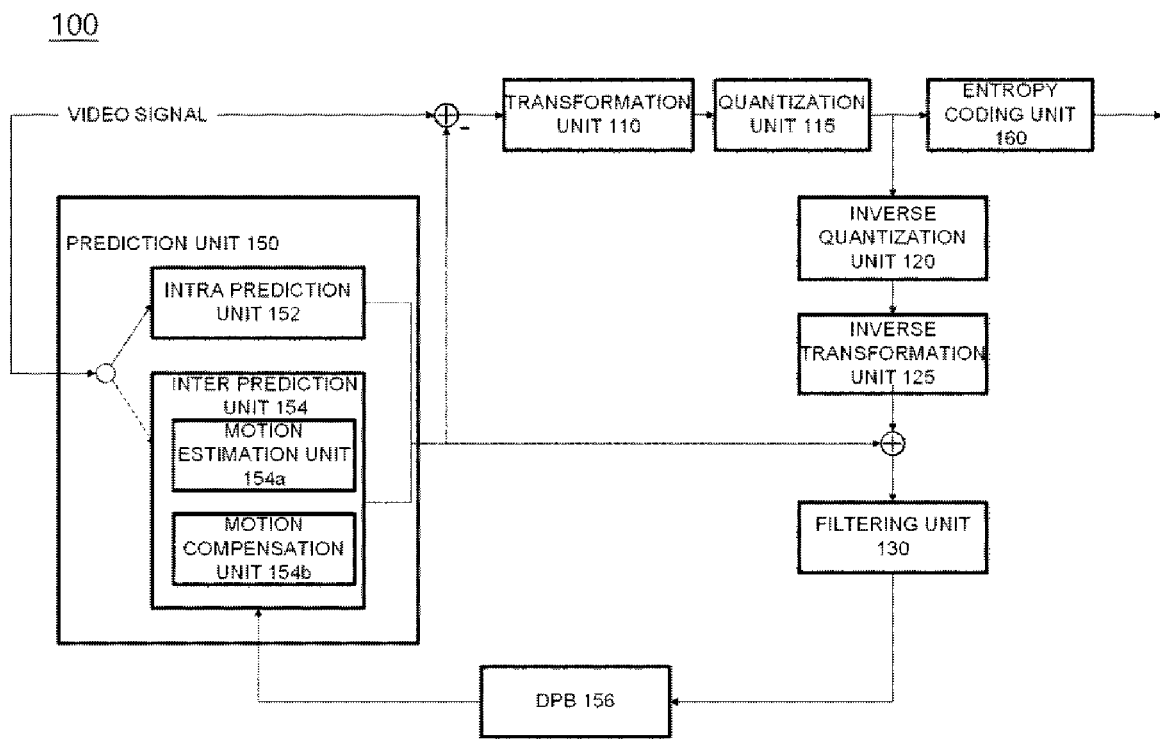 100
VIDEO SIGNAL
-
TRANSFORMATION
UNIT 110
QUANTIZATION
UNIT 115
ENTROPY
CODING UNIT
160
PREDICTION UNIT 150
INTRA PREDICTION
UNIT 152
INTER PREDICTION
UNIT 154
MOTION
ESTIMATION UNIT
154a
MOTION
COMPENSATION
UNIT 154b
INVERSE
QUANTIZATION
UNIT 120
INVERSE
TRANSFORMATION
UNIT 125
FILTERING UNIT
130
DPB 156